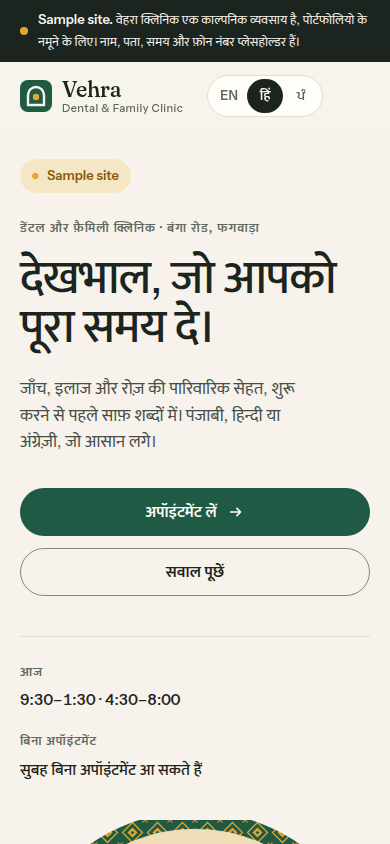 Sample site. वेहरा क्लिनिक एक काल्पनिक व्यवसाय है, पोर्टफोलियो के
नमूने के लिए। नाम, पता, समय और फ़ोन नंबर प्लेसहोल्डर हैं।
Vehra
Dental & Family Clinic
EN हिं ਪੰ
Sample site
डेंटल और फ़ैमिली क्लिनिक · बंगा रोड, फगवाड़ा
देखभाल, जो आपको
पूरा समय दे।
जाँच, इलाज और रोज़ की पारिवारिक सेहत, शुरू
करने से पहले साफ़ शब्दों में। पंजाबी, हिन्दी या
अंग्रेज़ी, जो आसान लगे।
अपॉइंटमेंट लें →
सवाल पूछें
आज
9:30–1:30 · 4:30–8:00
बिना अपॉइंटमेंट
सुबह बिना अपॉइंटमेंट आ सकते हैं